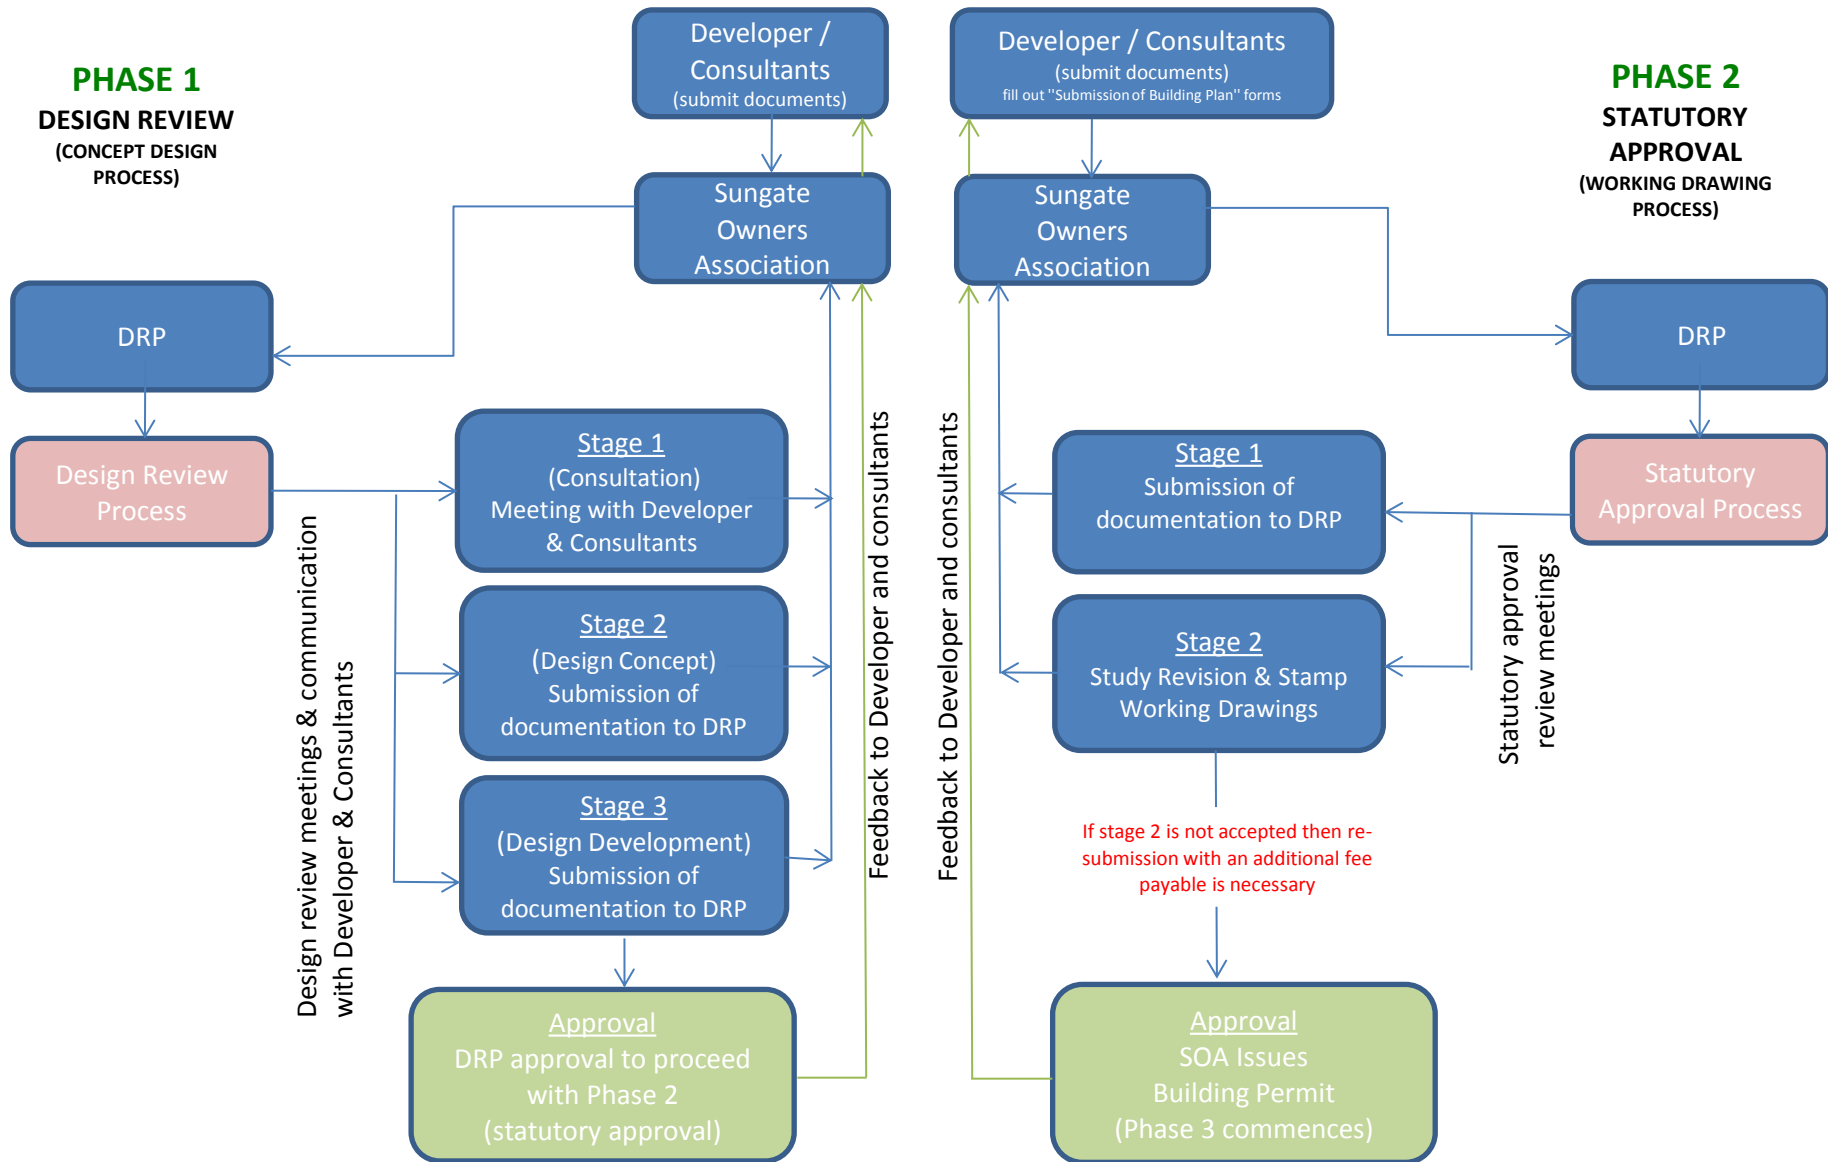 PHASE 1
DESIGN REVIEW
(CONCEPT DESIGN
PROCESS)
Developer /
Consultants
(submit documents)
Sungate
Owners
Association
DRP
Design Review
Process
Design review meetings & communication
with Developer & Consultants
Stage 1
(Consultation)
Meeting with Developer
& Consultants
Stage 2
(Design Concept)
Submission of
documentation to DRP
Stage 3
(Design Development)
Submission of
documentation to DRP
Approval
DRP approval to proceed
with Phase 2
(statutory approval)
Feedback to Developer and consultants
PHASE 2
STATUTORY
APPROVAL
(WORKING DRAWING
PROCESS)
Developer / Consultants
(submit documents)
fill out "Submission of Building Plan" forms
Sungate
Owners
Association
DRP
Statutory
Approval Process
Statutory approval
review meetings
Stage 1
Submission of
documentation to DRP
Stage 2
Study Revision & Stamp
Working Drawings
If stage 2 is not accepted then re-
submission with an additional fee
payable is necessary
Approval
SOA Issues
Building Permit
(Phase 3 commences)
Feedback to Developer and consultants